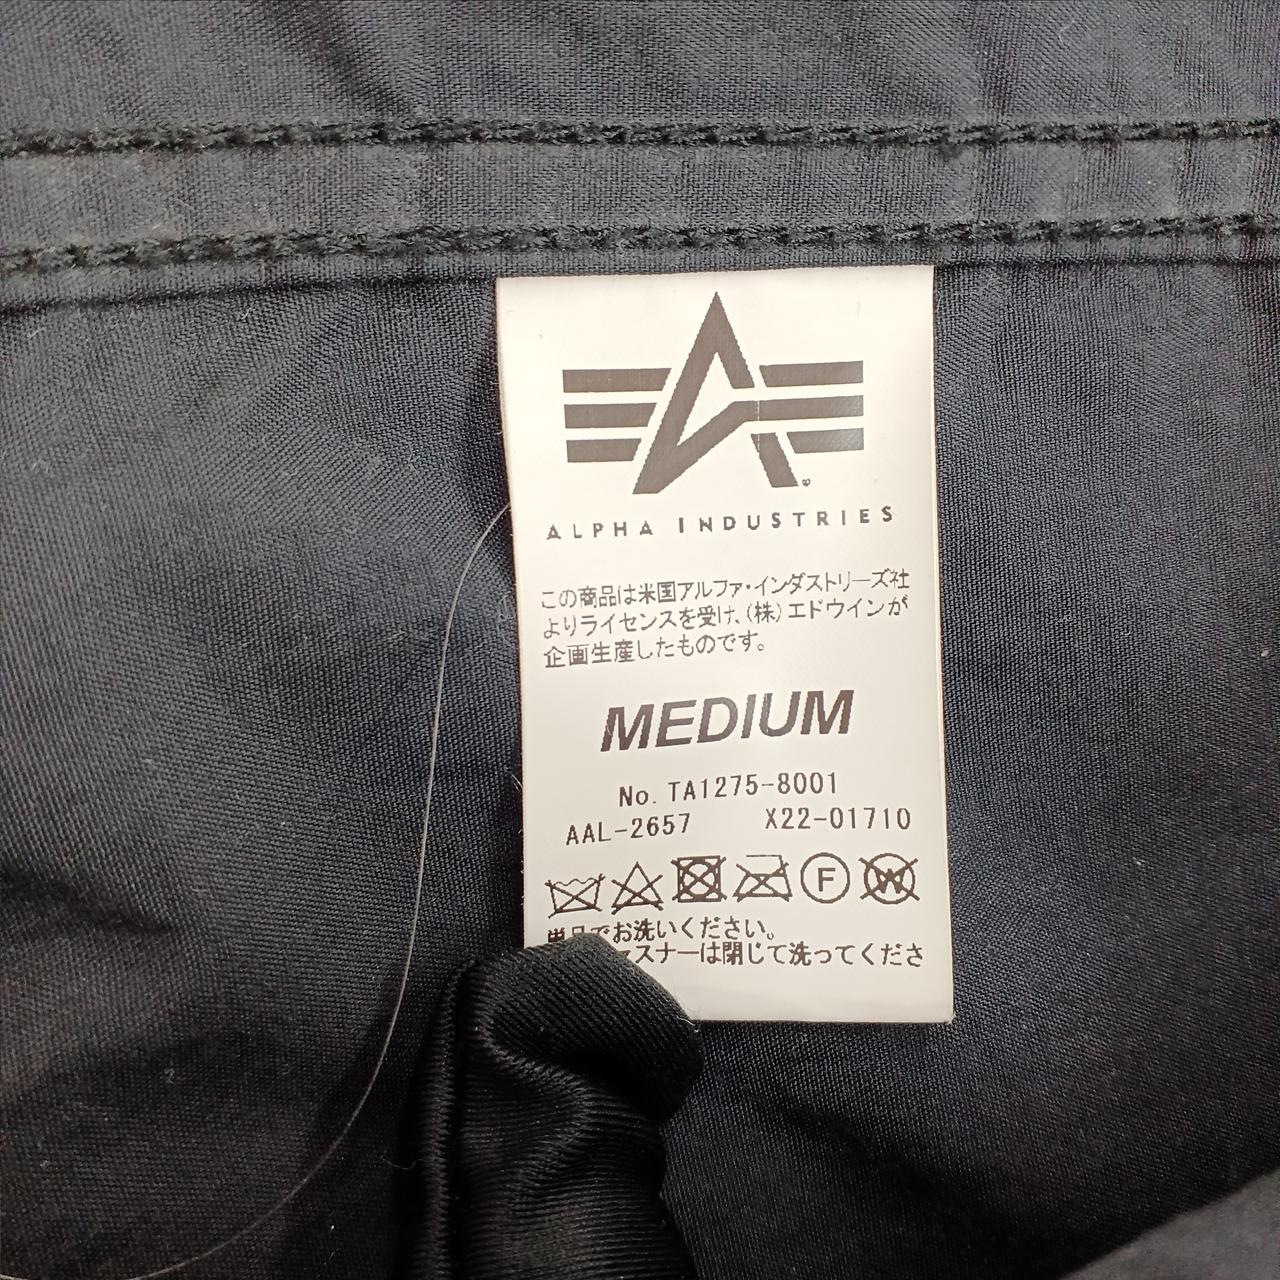 ALPHA INDUSTRIES
この商品は米国アルファ・インダストリーズ社
よりライセンスを受け、(株)エドウインが
企画生産したものです。
MEDIUM
No. TA1275-8001
AAL-2657 X22-01710
F W
単品でお洗いください。
ァスナーは閉じて洗ってくださ